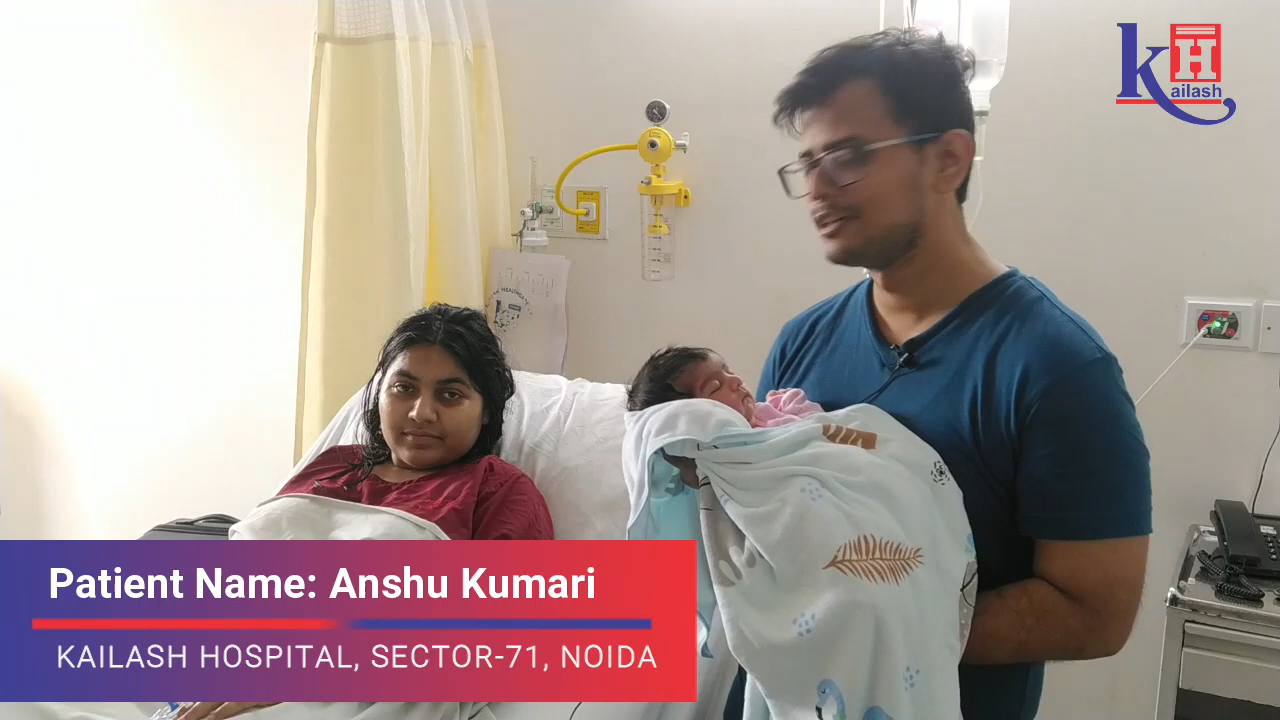 Kailash
H
Patient Name: Anshu Kumari
KAILASH HOSPITAL, SECTOR-71, NOIDA